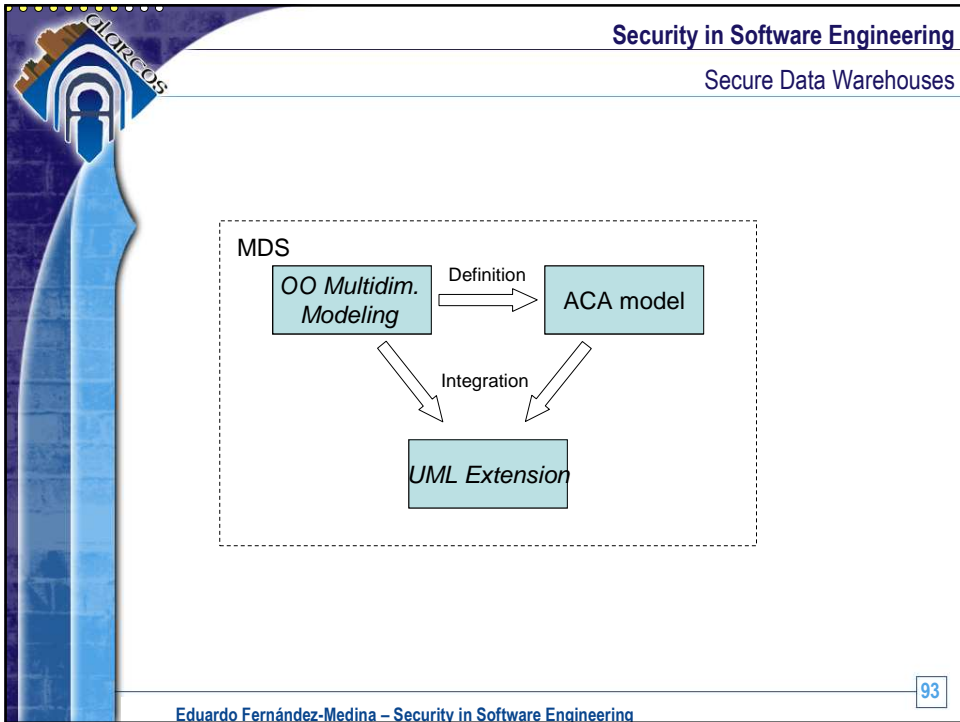 ALARCOS
Security in Software Engineering
Secure Data Warehouses
MDS
OO Multidim.
Modeling
Definition
ACA model
Integration
UML Extension
93
Eduardo Fernández-Medina – Security in Software Engineering